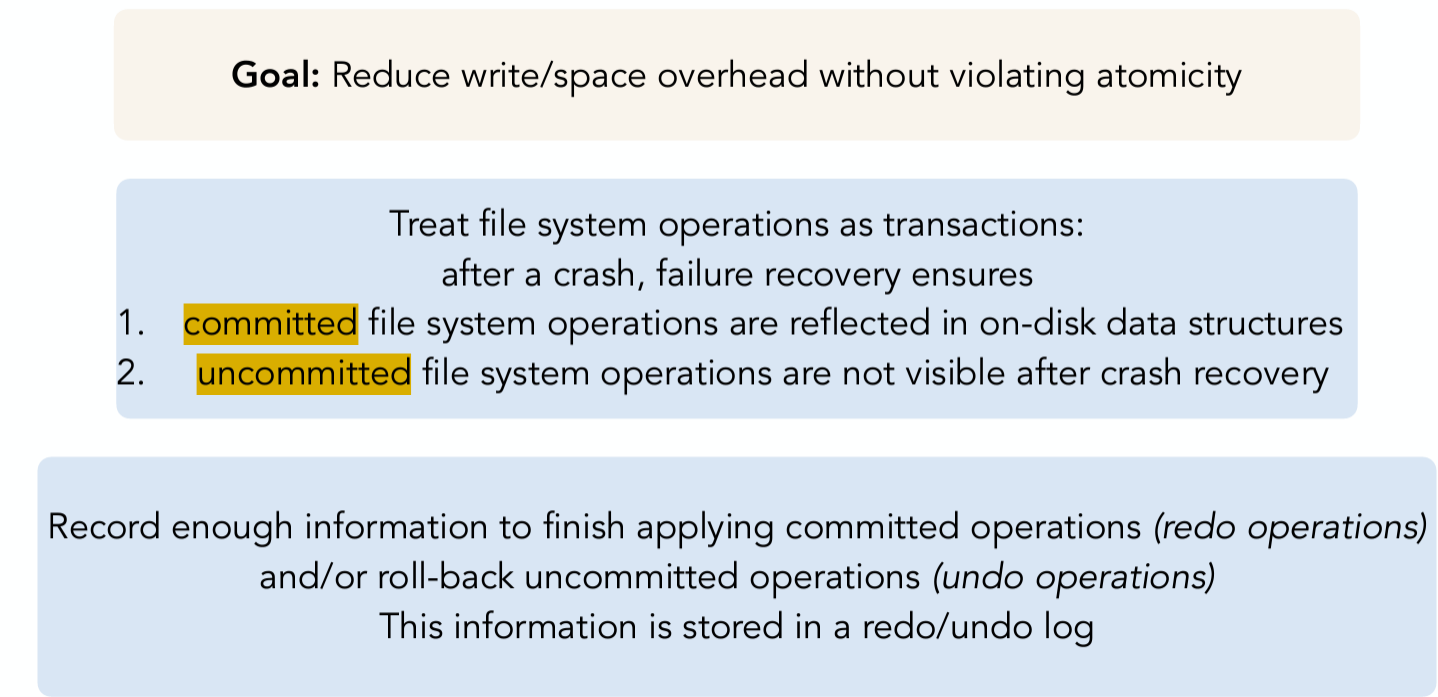 Goal: Reduce write/space overhead without violating atomicity
Treat file system operations as transactions:
after a crash, failure recovery ensures
1. committed file system operations are reflected in on-disk data structures
2. uncommitted file system operations are not visible after crash recovery
Record enough information to finish applying committed operations (redo operations)
and/or roll-back uncommitted operations (undo operations)
This information is stored in a redo/undo log